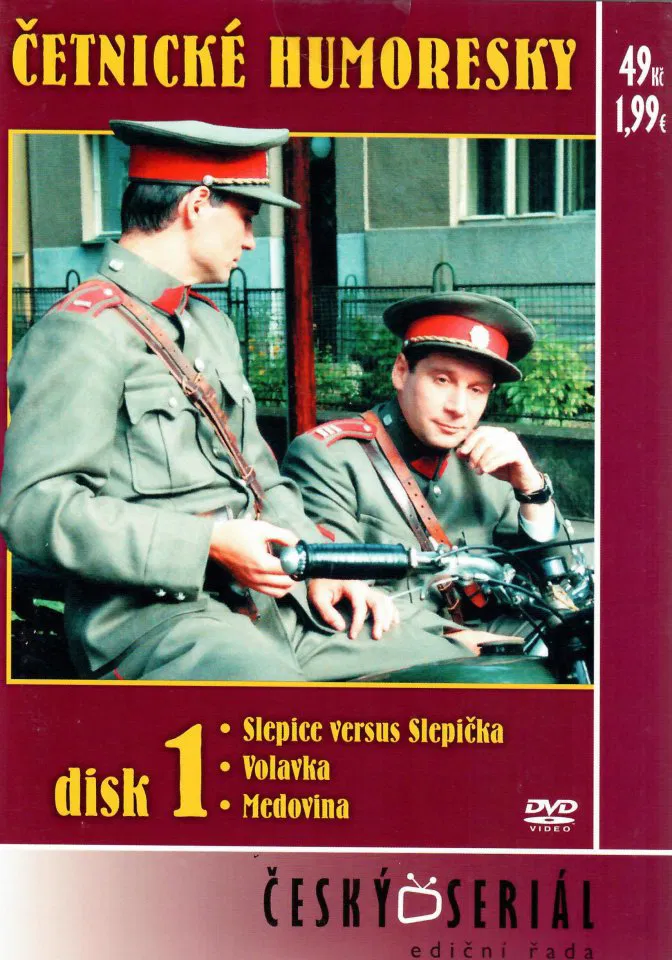 ČETNICKÉ HUMORESKY
49 Kč
1,99 €
disk 1
• Slepice versus Slepička
• Volavka
• Medovina
DVD
VIDEO
ČESKÝ SERIÁL
ediční řada